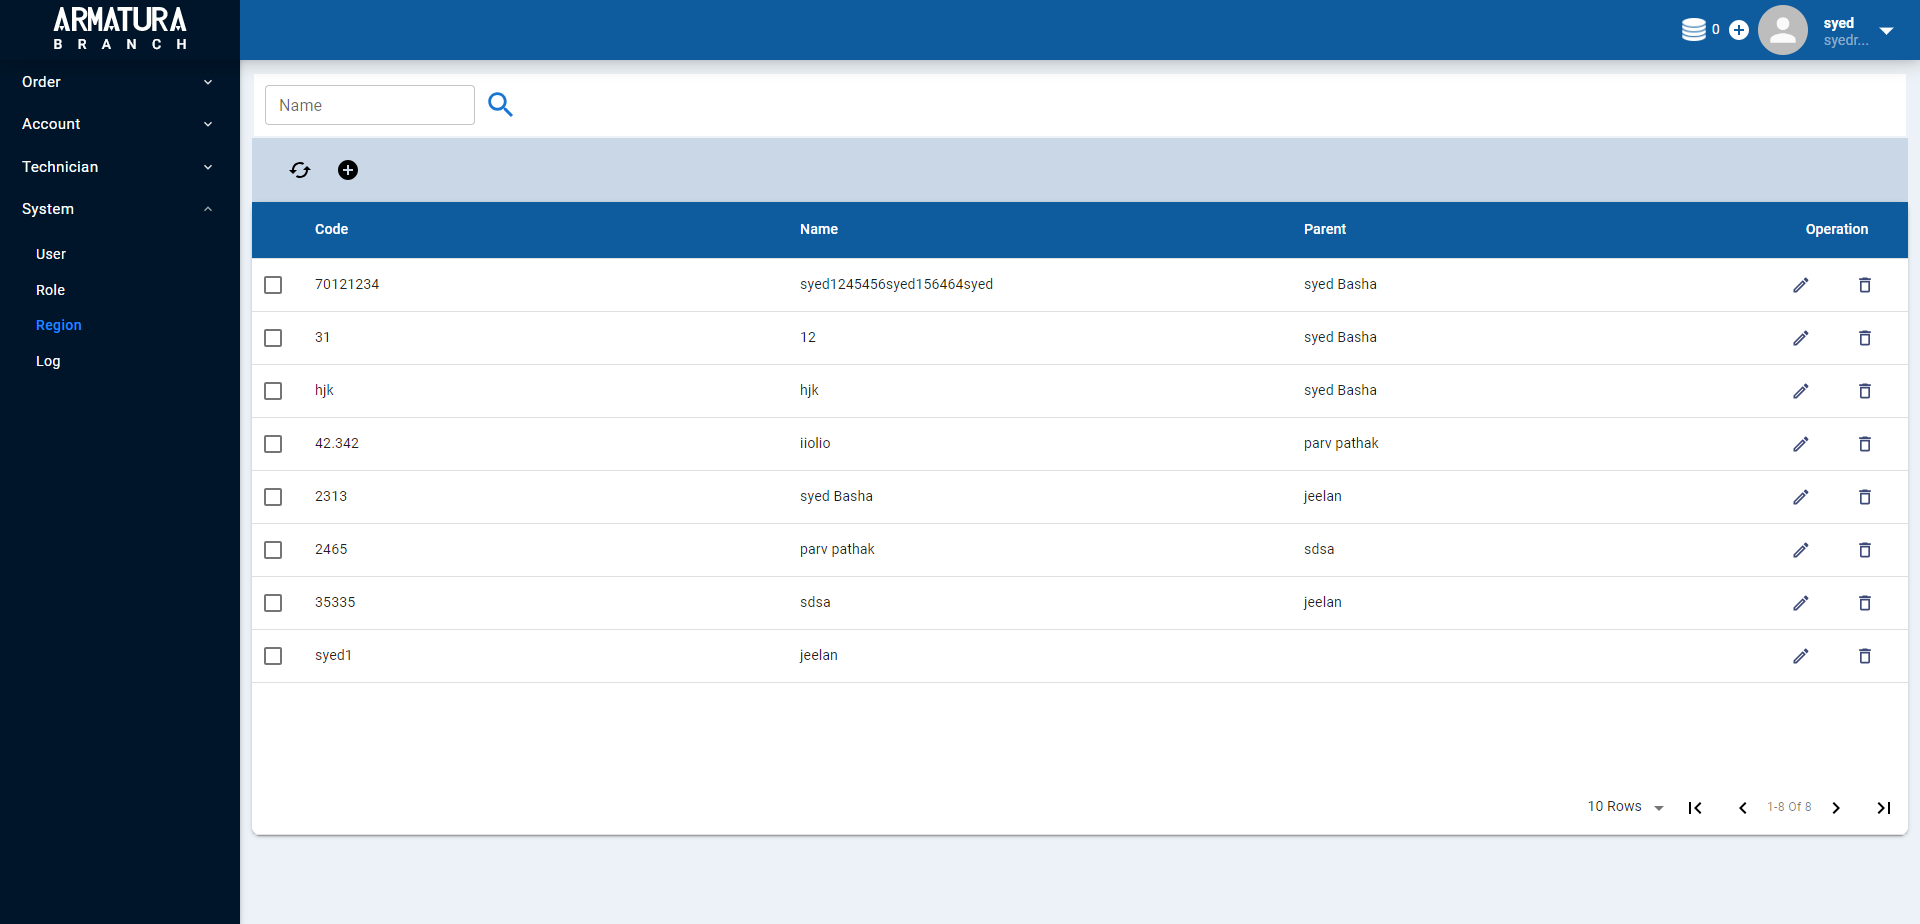 ARMATURA
BRANCH
0
syed
syedr...
Order
Account
Technician
System
User
Role
Region
Log
Name
Code Name Parent Operation
70121234 syed1245456syed156464syed syed Basha
31 12 syed Basha
hjk hjk syed Basha
42.342 iiolio parv pathak
2313 syed Basha jeelan
2465 parv pathak sdsa
35335 sdsa jeelan
syed1 jeelan
10 Rows 1-8 Of 8